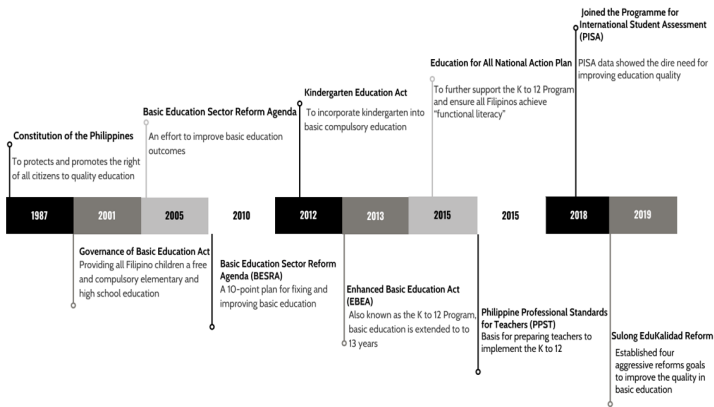 Joined the Programme for
International Student Assessment
(PISA)
PISA data showed the dire need for
improving education quality
Education for All National Action Plan
To further support the K to 12 Program
and ensure all Filipinos achieve
"functional literacy"
Kindergarten Education Act
To incorporate kindergarten into
basic compulsory education
Basic Education Sector Reform Agenda
An effort to improve basic education
outcomes
Constitution of the Philippines
To protects and promotes the right
of all citizens to quality education
1987
2001
2005
2010
2012
2013
2015
2015
2018
2019
Governance of Basic Education Act
Providing all Filipino children a free
and compulsory elementary and
high school education
Basic Education Sector Reform
Agenda (BESRA)
A 10-point plan for fixing and
improving basic education
Enhanced Basic Education Act
(EBEA)
Also known as the K to 12 Program,
basic education is extended to to
13 years
Philippine Professional Standards
for Teachers (PPST)
Basis for preparing teachers to
implement the K to 12
Sulong EduKalidad Reform
Established four
aggressive reforms goals
to improve the quality in
basic education